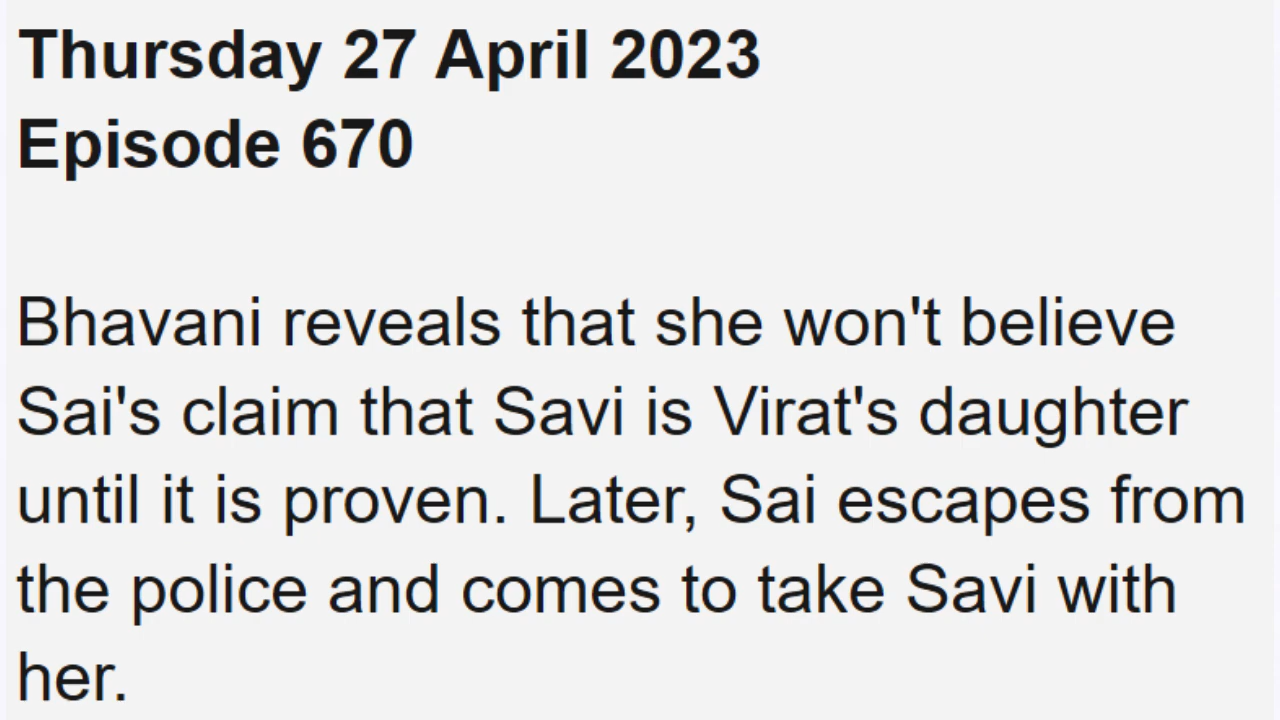 Thursday 27 April 2023
Episode 670
Bhavani reveals that she won't believe
Sai's claim that Savi is Virat's daughter
until it is proven. Later, Sai escapes from
the police and comes to take Savi with
her.